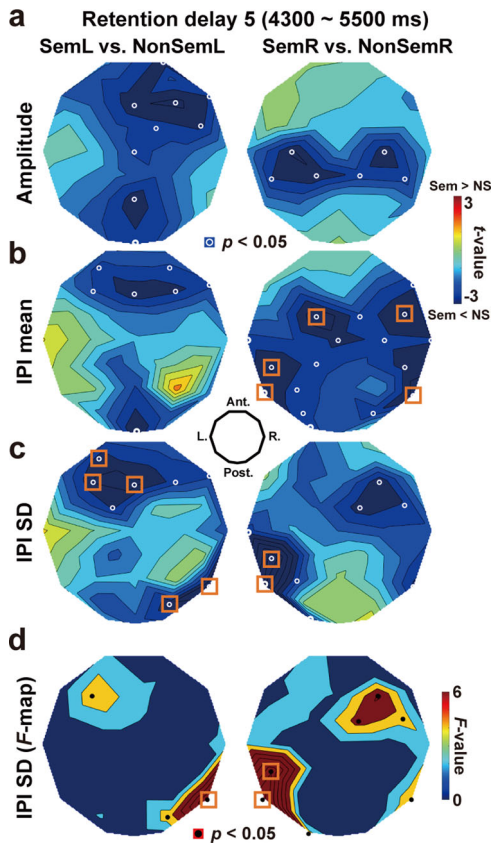 a
Retention delay 5 (4300 ~ 5500 ms)
SemL vs. NonSemL
SemR vs. NonSemR
Amplitude
Sem > NS
3
t-value
-3
Sem < NS
p < 0.05
b
IPI mean
Ant.
L.
R.
Post.
c
IPI SD
d
IPI SD (F-map)
6
F-value
0
p < 0.05